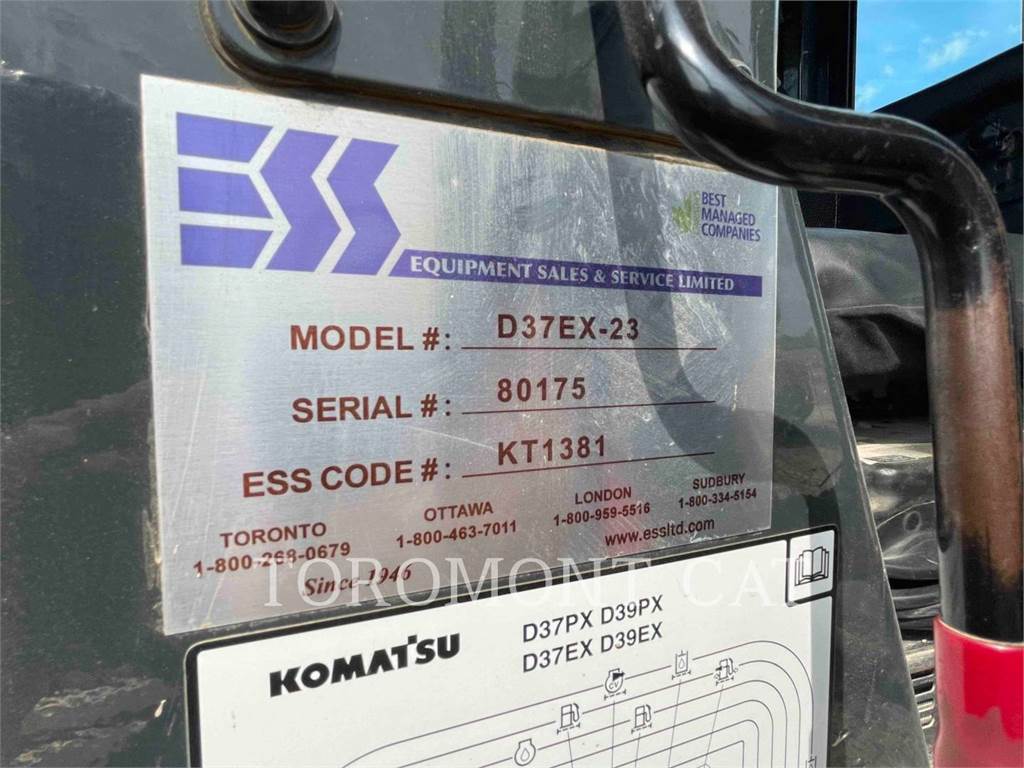 ESS
BEST
MANAGED
COMPANIES
EQUIPMENT SALES & SERVICE LIMITED
MODEL #: D37EX-23
SERIAL #: 80175
ESS CODE #: KT1381
TORONTO
1-800-268-0679
OTTAWA
1-800-463-7011
LONDON
1-800-959-5516
SUDBURY
1-800-334-5154
www.essltd.com
Since 1946
TOROMONT CAT
KOMATSU
D37PX D39PX
D37EX D39EX
CV